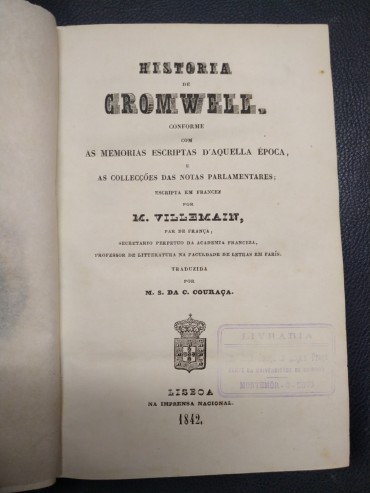 HISTORIA
DE
CROMWELL,
CONFORME
COM
AS MEMORIAS ESCRIPTAS D'AQUELLA ÉPOCA,
E
AS COLLECÇÕES DAS NOTAS PARLAMENTARES;
ESCRIPTA EM FRANCEZ
POR
M. VILLEMAIN,
PAR DE FRANÇA,
SECRETARIO PERPETUO DA ACADEMIA FRANCEZA,
PROFESSOR DE LITTERATURA NA FACULDADE DE LETRAS EM PARÍS.
TRADUZIDA
POR
M. S. DA C. COURAÇA.
LISBOA
NA IMPRENSA NACIONAL.
1842.